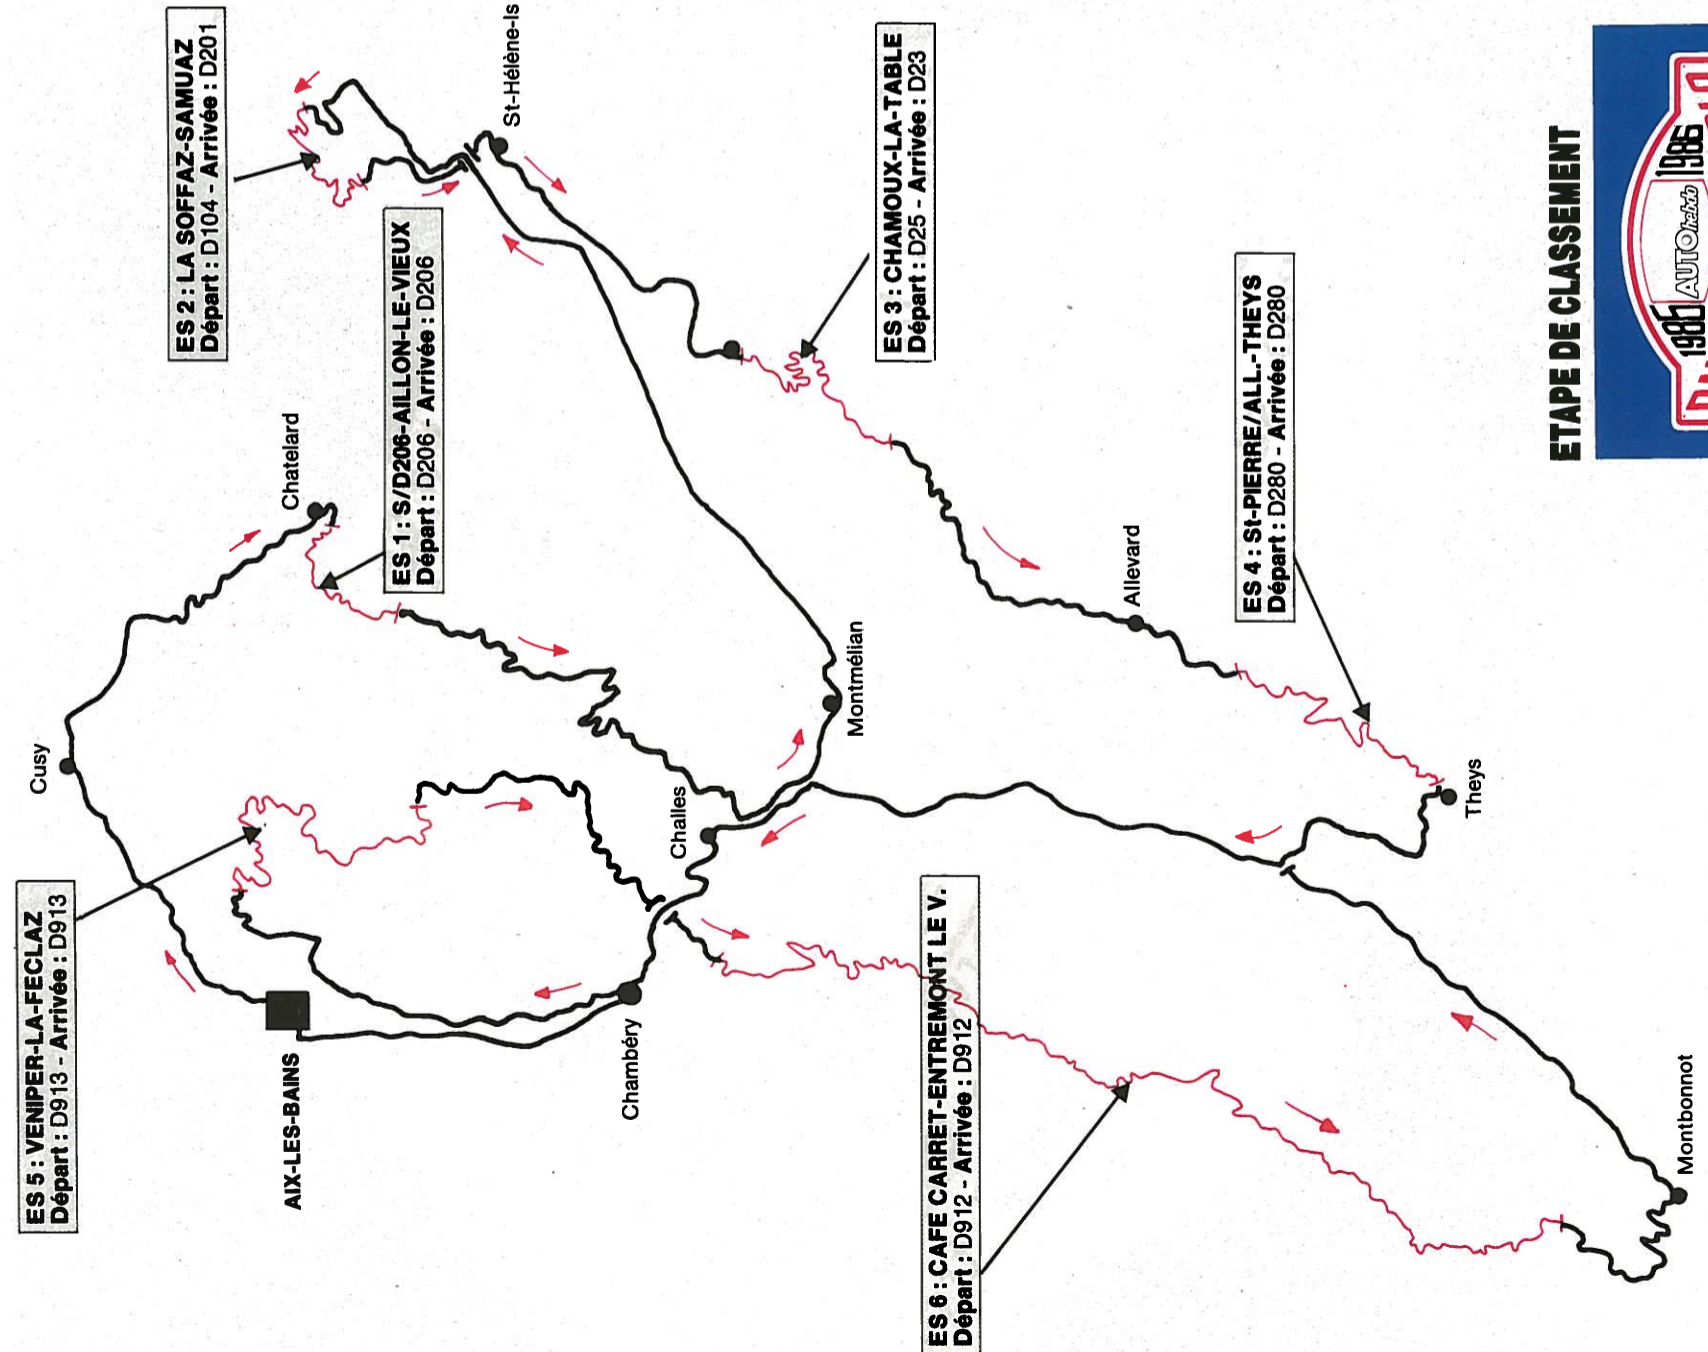 ES 2 : LA SOFFAZ-SAMUAZ
Départ : D104 - Arrivée : D201
St-Hélène-Is
ES 1 : S/D206-AILLON-LE-VIEUX
Départ : D206 - Arrivée : D206
ES 3 : CHAMOUX-LA-TABLE
Départ : D25 - Arrivée : D23
ES 4 : St-PIERRE/ALL.-THEYS
Départ : D280 - Arrivée : D280
ETAPE DE CLASSEMENT
1985 AUTOhebdo 1986
Chatelard
Allevard
Cusy
Montmélian
Challes
Theys
ES 5 : VENIPER-LA-FECLAZ
Départ : D913 - Arrivée : D913
AIX-LES-BAINS
Chambéry
ES 6 : CAFE CARRET-ENTREMONT LE V.
Départ : D912 - Arrivée : D912
Montbonnot